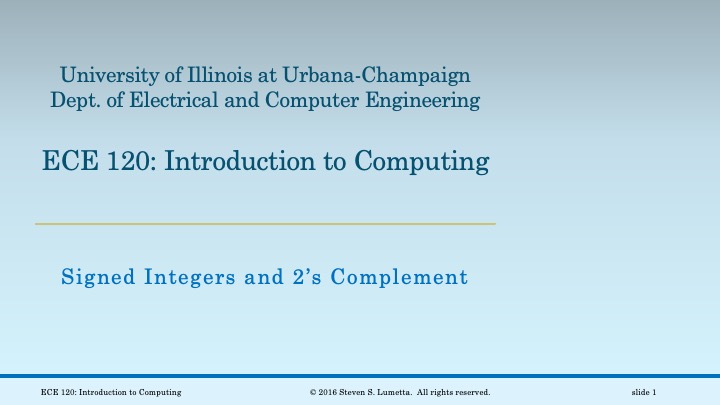 University of Illinois at Urbana-Champaign
Dept. of Electrical and Computer Engineering
ECE 120: Introduction to Computing
Signed Integers and 2’s Complement
ECE 120: Introduction to Computing
© 2016 Steven S. Lumetta.  All rights reserved.
slide 1